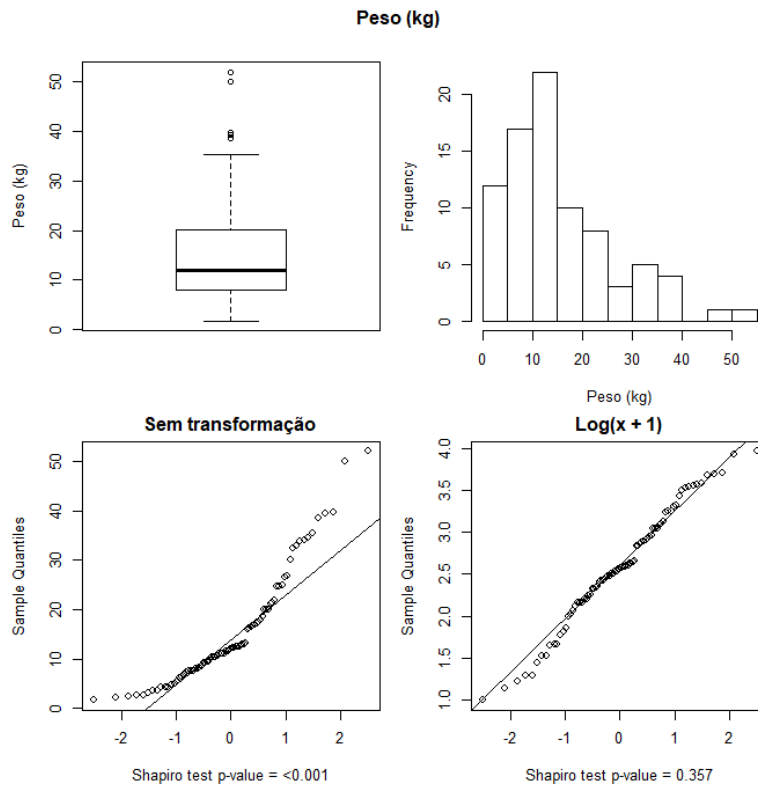 Peso (kg)
Peso (kg)
0 10 20 30 40 50
Frequency
0 5 10 15 20
0 10 20 30 40 50
Peso (kg)
Sem transformação
Sample Quantiles
0 10 20 30 40 50
-2 -1 0 1 2
Shapiro test p-value = <0.001
Log(x + 1)
Sample Quantiles
1.0 1.5 2.0 2.5 3.0 3.5 4.0
-2 -1 0 1 2
Shapiro test p-value = 0.357